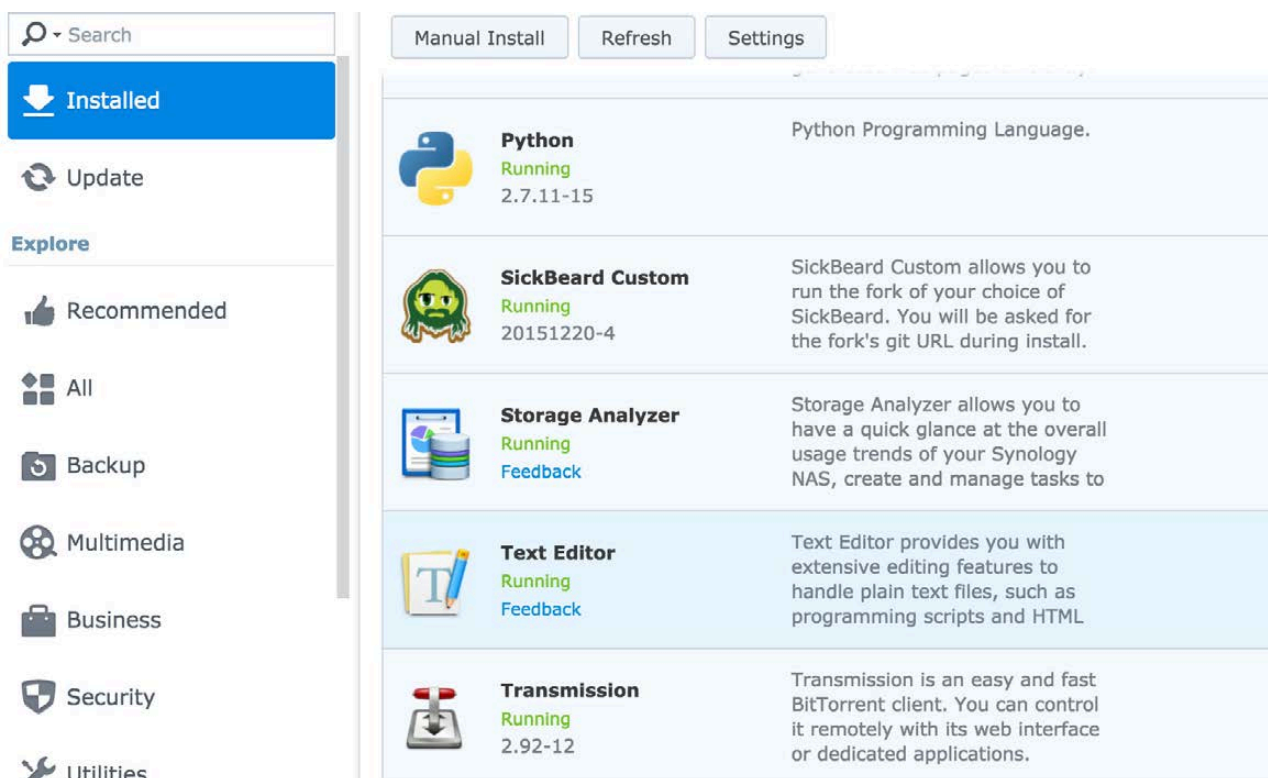 Search
Installed
Update
Explore
Recommended
All
Backup
Multimedia
Business
Security
Utilities
Manual Install
Refresh
Settings
Python
Running
2.7.11-15
Python Programming Language.
SickBeard Custom
Running
20151220-4
SickBeard Custom allows you to
run the fork of your choice of
SickBeard. You will be asked for
the fork's git URL during install.
Storage Analyzer
Running
Feedback
Storage Analyzer allows you to
have a quick glance at the overall
usage trends of your Synology
NAS, create and manage tasks to
Text Editor
Running
Feedback
Text Editor provides you with
extensive editing features to
handle plain text files, such as
programming scripts and HTML
T
Transmission
Running
2.92-12
Transmission is an easy and fast
BitTorrent client. You can control
it remotely with its web interface
or dedicated applications.